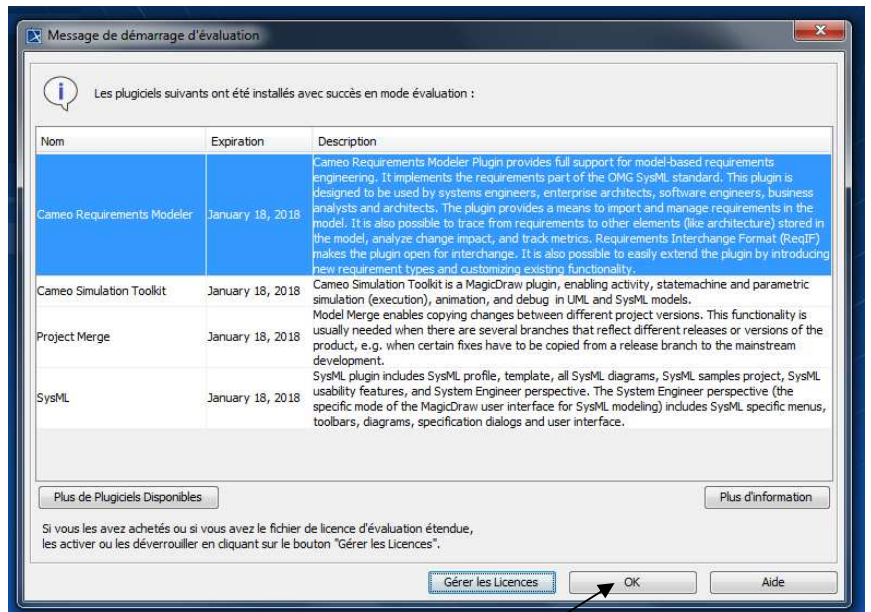 Message de démarrage d'évaluation
Les plugiciels suivants ont été installés avec succès en mode évaluation :
Nom Expiration Description
Cameo Requirements Modeler January 18, 2018
Cameo Requirements Modeler Plugin provides full support for model-based requirements
engineering. It implements the requirements part of the OMG SysML standard. This plugin is
designed to be used by systems engineers, enterprise architects, software engineers, business
analysts and architects. The plugin provides a means to import and manage requirements in the
model. It is also possible to trace from requirements to other elements (like architecture) stored in
the model, analyze change impact, and track metrics. Requirements Interchange Format (ReqIF)
makes the plugin open for interchange. It is also possible to easily extend the plugin by introducing
new requirement types and customizing existing functionality.
Cameo Simulation Toolkit January 18, 2018
Cameo Simulation Toolkit is a MagicDraw plugin, enabling activity, statemachine and parametric
simulation (execution), animation, and debug in UML and SysML models.
Project Merge January 18, 2018
Model Merge enables copying changes between different project versions. This functionality is
usually needed when there are several branches that reflect different releases or versions of the
product, e.g. when certain fixes have to be copied from a release branch to the mainstream
development.
SysML January 18, 2018
SysML plugin includes SysML profile, template, all SysML diagrams, SysML samples project, SysML
usability features, and System Engineer perspective. The System Engineer perspective (the
specific mode of the MagicDraw user interface for SysML modeling) includes SysML specific menus,
toolbars, diagrams, specification dialogs and user interface.
Plus de Plugiciels Disponibles Plus d'information
Si vous les avez achetés ou si vous avez le fichier de licence d'évaluation étendue,
les activer ou les déverrouiller en cliquant sur le bouton "Gérer les Licences".
Gérer les Licences OK Aide